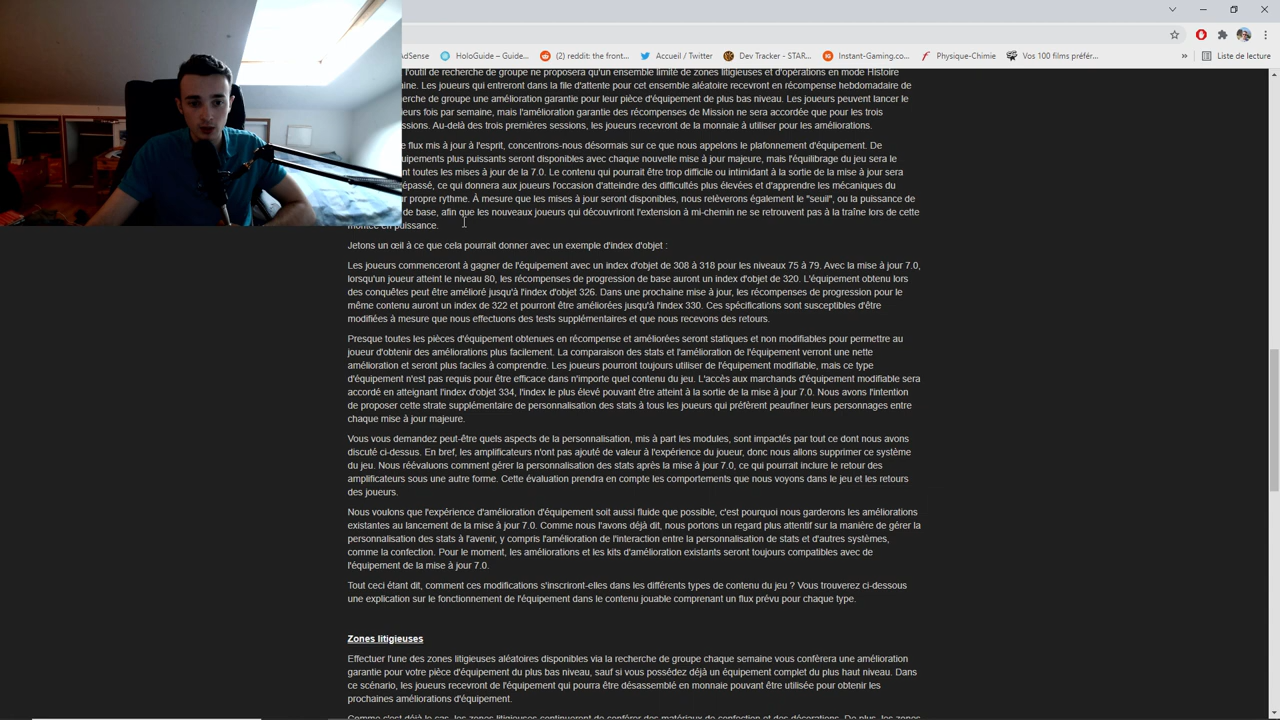 dSense
HoloGuide – Guide...
(2) reddit: the front...
Accueil / Twitter
Dev Tracker - STAR...
Instant-Gaming.co...
Physique-Chimie
Vos 100 films préfér...
»
Liste de lecture
l'outil de recherche de groupe ne proposera qu'un ensemble limité de zones litigieuses et d'opérations en mode Histoire
aine. Les joueurs qui entreront dans la file d'attente pour cet ensemble aléatoire recevront en récompense hebdomadaire de
erche de groupe une amélioration garantie pour leur pièce d'équipement de plus bas niveau. Les joueurs peuvent lancer le
eurs fois par semaine, mais l'amélioration garantie des récompenses de Mission ne sera accordée que pour les trois
ssions. Au-delà des trois premières sessions, les joueurs recevront de la monnaie à utiliser pour les améliorations.
e flux mis à jour à l'esprit, concentrons-nous désormais sur ce que nous appelons le plafonnement d'équipement. De
quipements plus puissants seront disponibles avec chaque nouvelle mise à jour majeure, mais l'équilibrage du jeu sera le
ant toutes les mises à jour de la 7.0. Le contenu qui pourrait être trop difficile ou intimidant à la sortie de la mise à jour sera
épassé, ce qui donnera aux joueurs l'occasion d'atteindre des difficultés plus élevées et d'apprendre les mécaniques du
ur propre rythme. À mesure que les mises à jour seront disponibles, nous relèverons également le "seuil", ou la puissance de
de base, afin que les nouveaux joueurs qui découvriront l'extension à mi-chemin ne se retrouvent pas à la traîne lors de cette
montée en puissance.
Jetons un œil à ce que cela pourrait donner avec un exemple d'index d'objet :
Les joueurs commenceront à gagner de l'équipement avec un index d'objet de 308 à 318 pour les niveaux 75 à 79. Avec la mise à jour 7.0,
lorsqu'un joueur atteint le niveau 80, les récompenses de progression de base auront un index d'objet de 320. L'équipement obtenu lors
des conquêtes peut être amélioré jusqu'à l'index d'objet 326. Dans une prochaine mise à jour, les récompenses de progression pour le
même contenu auront un index de 322 et pourront être améliorées jusqu'à l'index 330. Ces spécifications sont susceptibles d'être
modifiées à mesure que nous effectuons des tests supplémentaires et que nous recevons des retours.
Presque toutes les pièces d'équipement obtenues en récompense et améliorées seront statiques et non modifiables pour permettre au
joueur d'obtenir des améliorations plus facilement. La comparaison des stats et l'amélioration de l'équipement verront une nette
amélioration et seront plus faciles à comprendre. Les joueurs pourront toujours utiliser de l'équipement modifiable, mais ce type
d'équipement n'est pas requis pour être efficace dans n'importe quel contenu du jeu. L'accès aux marchands d'équipement modifiable sera
accordé en atteignant l'index d'objet 334, l'index le plus élevé pouvant être atteint à la sortie de la mise à jour 7.0. Nous avons l'intention
de proposer cette strate supplémentaire de personnalisation des stats à tous les joueurs qui préfèrent peaufiner leurs personnages entre
chaque mise à jour majeure.
Vous vous demandez peut-être quels aspects de la personnalisation, mis à part les modules, sont impactés par tout ce dont nous avons
discuté ci-dessus. En bref, les amplificateurs n'ont pas ajouté de valeur à l'expérience du joueur, donc nous allons supprimer ce système
du jeu. Nous réévaluons comment gérer la personnalisation des stats après la mise à jour 7.0, ce qui pourrait inclure le retour des
amplificateurs sous une autre forme. Cette évaluation prendra en compte les comportements que nous voyons dans le jeu et les retours
des joueurs.
Nous voulons que l'expérience d'amélioration d'équipement soit aussi fluide que possible, c'est pourquoi nous garderons les améliorations
existantes au lancement de la mise à jour 7.0. Comme nous l'avons déjà dit, nous portons un regard plus attentif sur la manière de gérer la
personnalisation des stats à l'avenir, y compris l'amélioration de l'interaction entre la personnalisation de stats et d'autres systèmes,
comme la confection. Pour le moment, les améliorations et les kits d'amélioration existants seront toujours compatibles avec de
l'équipement de la mise à jour 7.0.
Tout ceci étant dit, comment ces modifications s'inscriront-elles dans les différents types de contenu du jeu ? Vous trouverez ci-dessous
une explication sur le fonctionnement de l'équipement dans le contenu jouable comprenant un flux prévu pour chaque type.
Zones litigieuses
Effectuer l'une des zones litigieuses aléatoires disponibles via la recherche de groupe chaque semaine vous confèrera une amélioration
garantie pour votre pièce d'équipement du plus bas niveau, sauf si vous possédez déjà un équipement complet du plus haut niveau. Dans
ce scénario, les joueurs recevront de l'équipement qui pourra être désassemblé en monnaie pouvant être utilisée pour obtenir les
prochaines améliorations d'équipement.
Comme c'est déjà le cas, les zones litigieuses continueront de conférer des matériaux de confection et des décorations. De plus, les zones